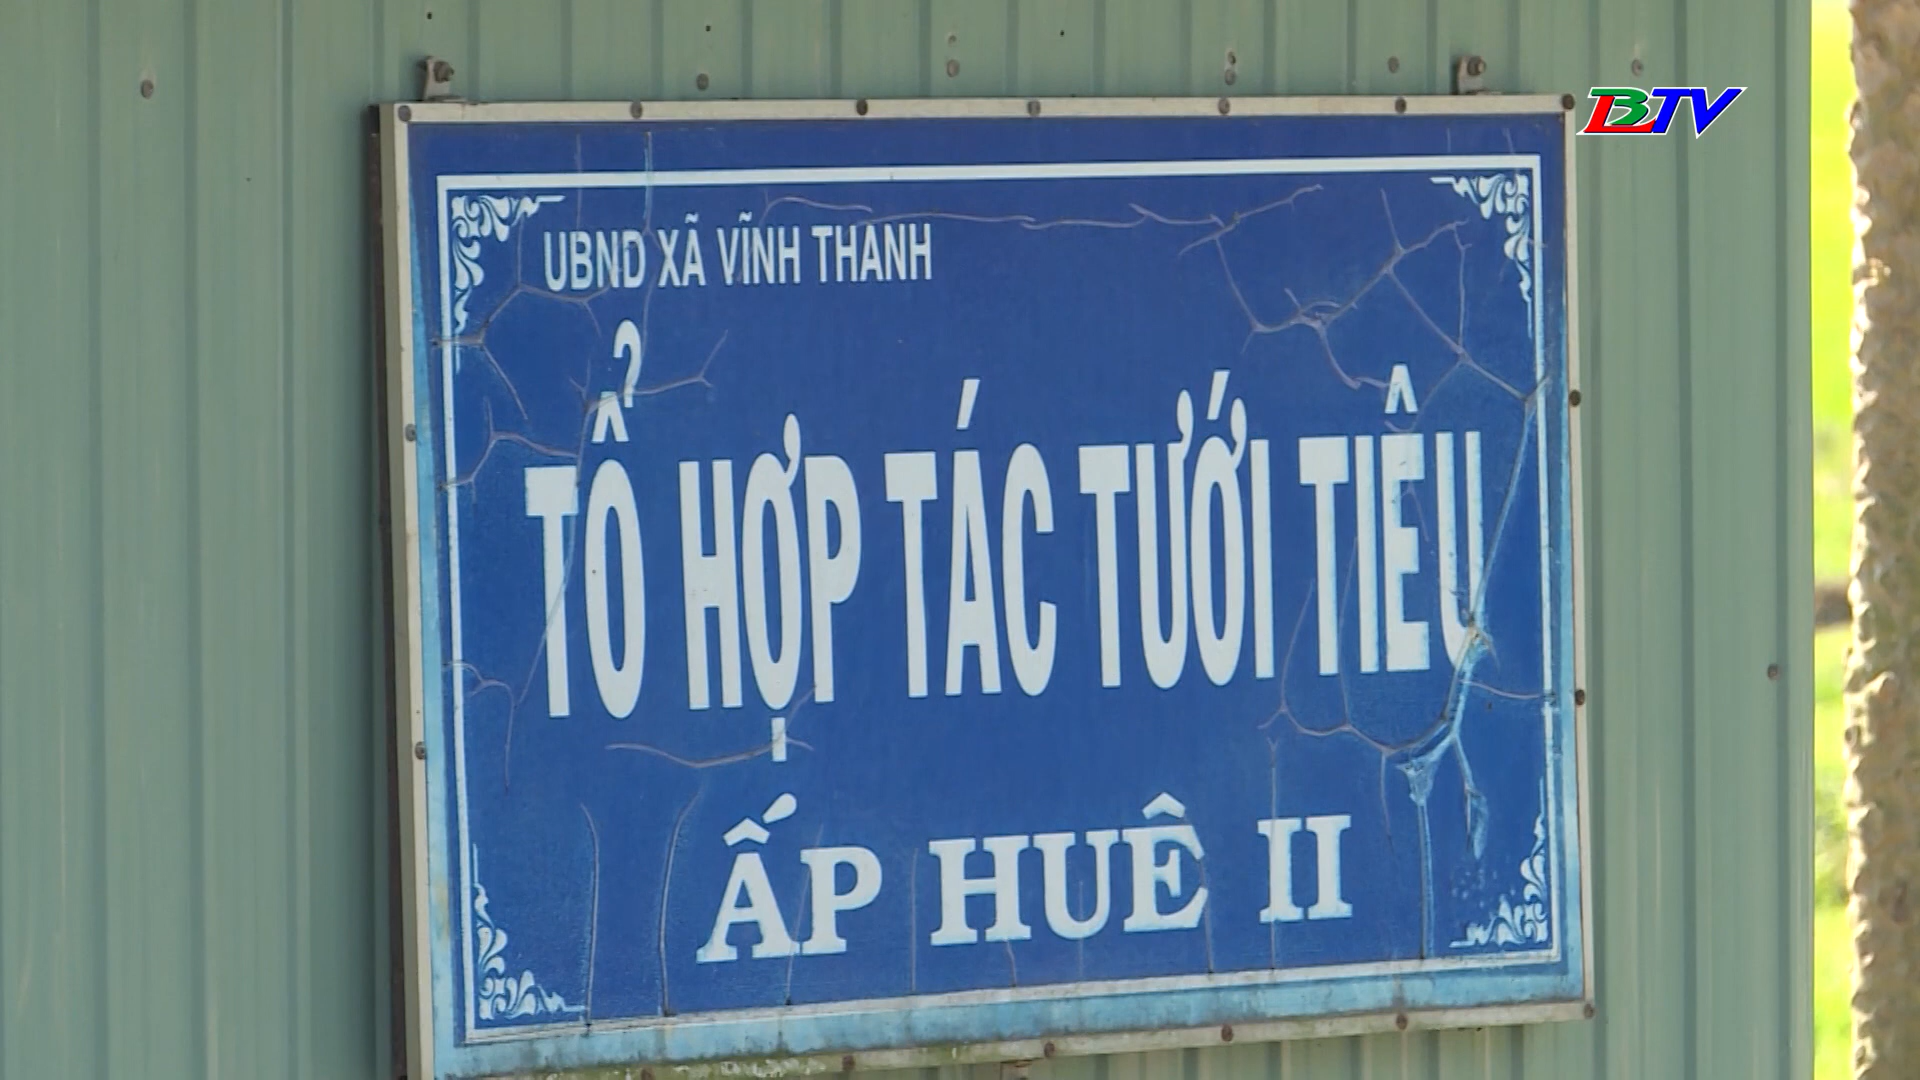 BTV
UBND XÃ VĨNH THANH
TỔ HỢP TÁC TƯỚI TIÊU
ẤP HUÊ II